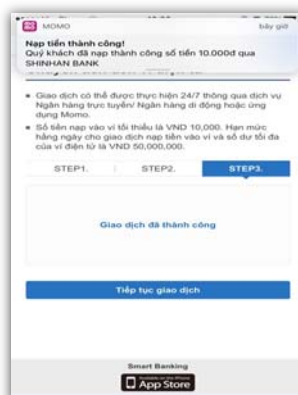 MOMO
bây giờ
Nạp tiền thành công!
Quý khách đã nạp thành công số tiền 10.000đ qua
SHINHAN BANK
Giao dịch có thể được thực hiện 24/7 thông qua dịch vụ
Ngân hàng trực tuyến/ Ngân hàng di động hoặc ứng
dụng Momo.
Số tiền nạp vào ví tối thiểu là VND 10,000. Hạn mức
hằng ngày cho giao dịch nạp tiền vào ví và số dư tối đa
của ví điện tử là VND 50,000,000.
STEP1.
STEP2.
STEP3.
Giao dịch đã thành công
Tiếp tục giao dịch
Smart Banking
App Store